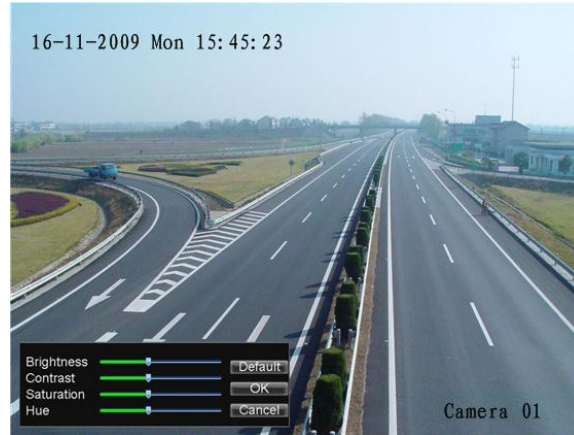 16-11-2009 Mon 15:45:23
Brightness
Default
Contrast
OK
Saturation
Hue
Cancel
Camera 01